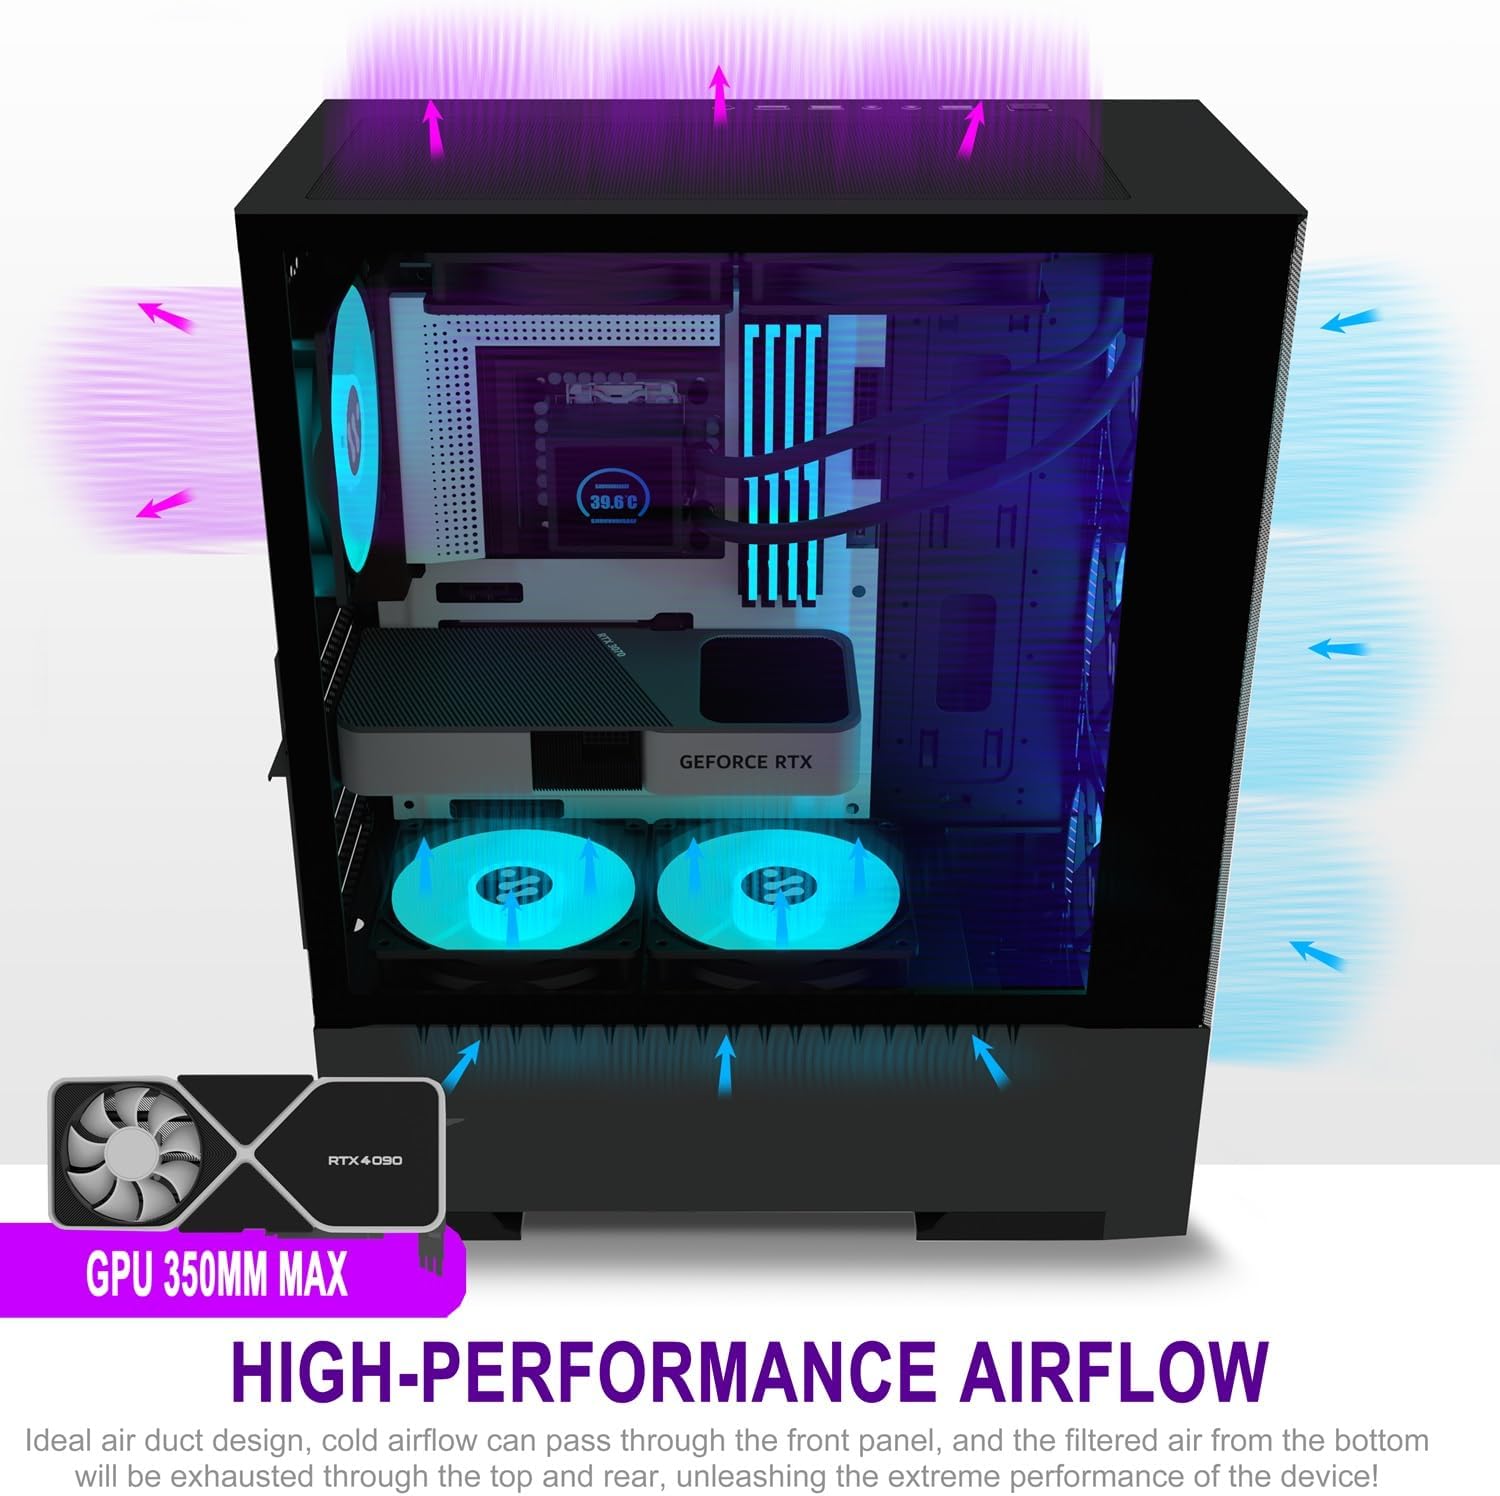 39.6°C
RTX 3070
GEFORCE RTX
RTX4090
GPU 350MM MAX
HIGH-PERFORMANCE AIRFLOW
Ideal air duct design, cold airflow can pass through the front panel, and the filtered air from the bottom
will be exhausted through the top and rear, unleashing the extreme performance of the device!